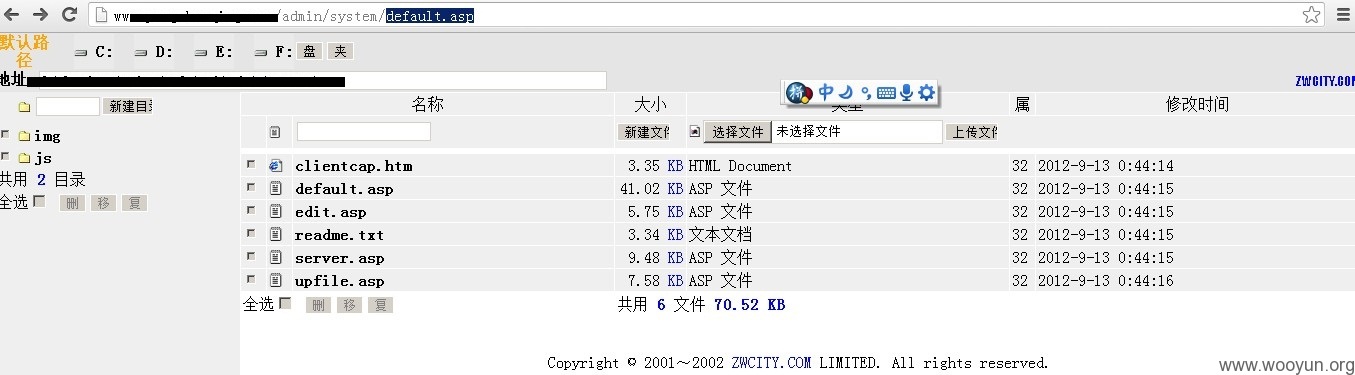 ww /admin/system/default.asp
默认路径 C: D: E: F: 盘 夹
地址 ZWCITY.COM
新建目录 名称 大小 类型 属 修改时间
新建文件 选择文件 未选择文件 上传文件
中
img
js
共用 2 目录
全选 删 移 复
clientcap.htm 3.35 KB HTML Document 32 2012-9-13 0:44:14
default.asp 41.02 KB ASP 文件 32 2012-9-13 0:44:15
edit.asp 5.75 KB ASP 文件 32 2012-9-13 0:44:15
readme.txt 3.34 KB 文本文档 32 2012-9-13 0:44:15
server.asp 9.48 KB ASP 文件 32 2012-9-13 0:44:15
upfile.asp 7.58 KB ASP 文件 32 2012-9-13 0:44:16
全选 删 移 复 共用 6 文件 70.52 KB
Copyright © 2001～2002 ZWCITY.COM LIMITED. All rights reserved.
www.wooyun.org